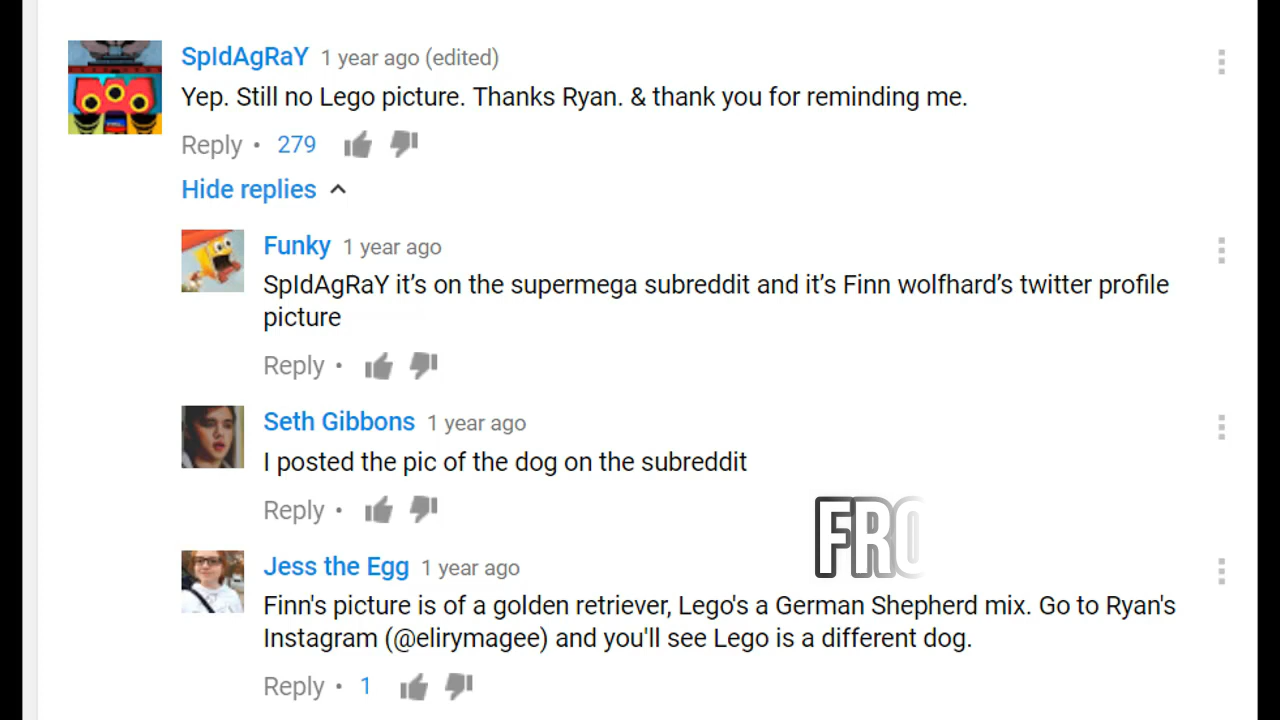 SpIdAgRaY 1 year ago (edited)
Yep. Still no Lego picture. Thanks Ryan. & thank you for reminding me.
Reply • 279
Hide replies
Funky 1 year ago
SpIdAgRaY it’s on the supermega subreddit and it’s Finn wolfhard’s twitter profile
picture
Reply •
Seth Gibbons 1 year ago
I posted the pic of the dog on the subreddit
Reply •
FRO
Jess the Egg 1 year ago
Finn's picture is of a golden retriever, Lego's a German Shepherd mix. Go to Ryan's
Instagram (@elirymagee) and you'll see Lego is a different dog.
Reply • 1